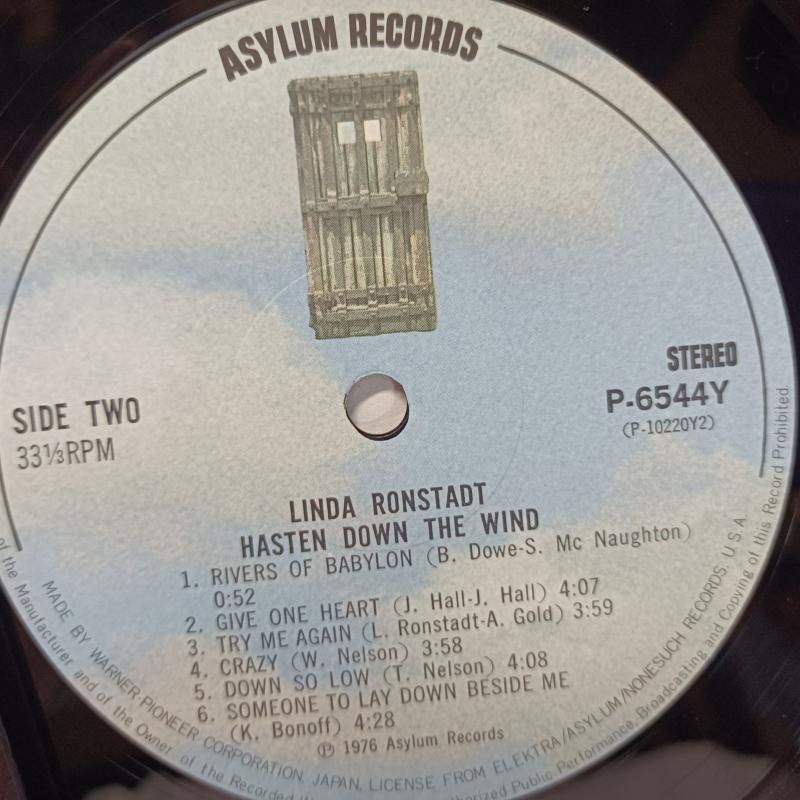 ASYLUM RECORDS
STEREO
P-6544Y
(P-10220Y2)
SIDE TWO
33⅓RPM
LINDA RONSTADT
HASTEN DOWN THE WIND
1. RIVERS OF BABYLON (B. Dowe-S. Mc Naughton)
0:52
2. GIVE ONE HEART (J. Hall-J. Hall) 4:07
3. TRY ME AGAIN (L. Ronstadt-A. Gold) 3:59
4. CRAZY (W. Nelson) 3:58
5. DOWN SO LOW (T. Nelson) 4:08
6. SOMEONE TO LAY DOWN BESIDE ME
(K. Bonoff) 4:28
Ⓟ 1976 Asylum Records
MADE BY WARNER-PIONEER CORPORATION, JAPAN, LICENSE FROM ELEKTRA/ASYLUM/NONESUCH RECORDS, U.S.A.
of the Manufacturer and of the Owner of the Recorded Public Performance, Broadcasting and Copying of this Record Prohibited.